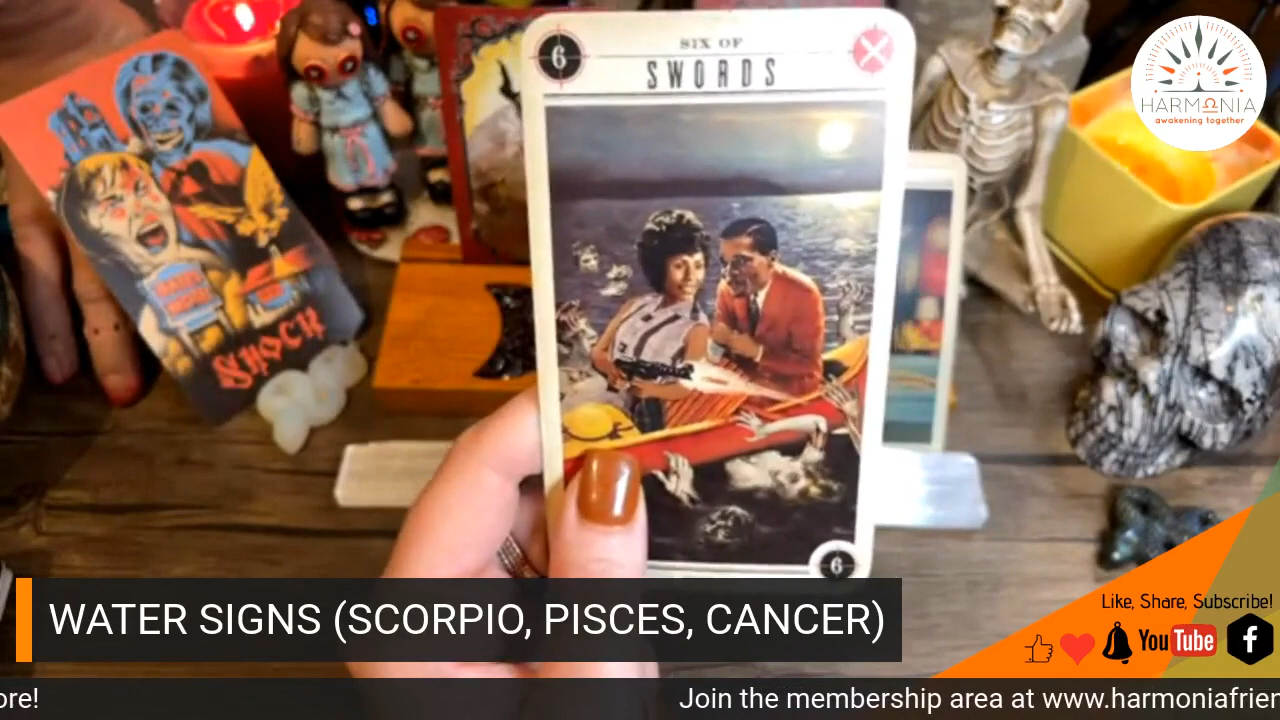 6
SIX OF
SWORDS
HARMONIA
awakening together
SHOCK
6
WATER SIGNS (SCORPIO, PISCES, CANCER)
Like, Share, Subscribe!
YouTube
f
ore!
Join the membership area at www.harmoniafrien